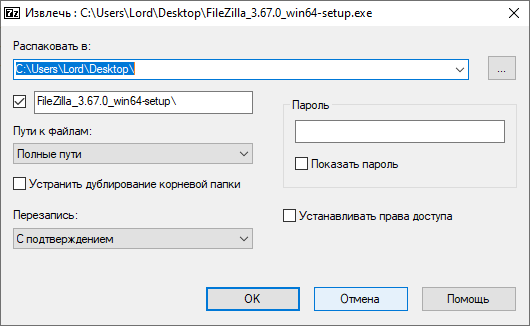 7z Извлечь : C:\Users\Lord\Desktop\FileZilla_3.67.0_win64-setup.exe
Распаковать в:
C:\Users\Lord\Desktop\ ...
FileZilla_3.67.0_win64-setup\
Пароль
Пути к файлам:
Полные пути
Показать пароль
Устранить дублирование корневой папки
Перезапись:
Устанавливать права доступа
С подтверждением
OK Отмена Помощь